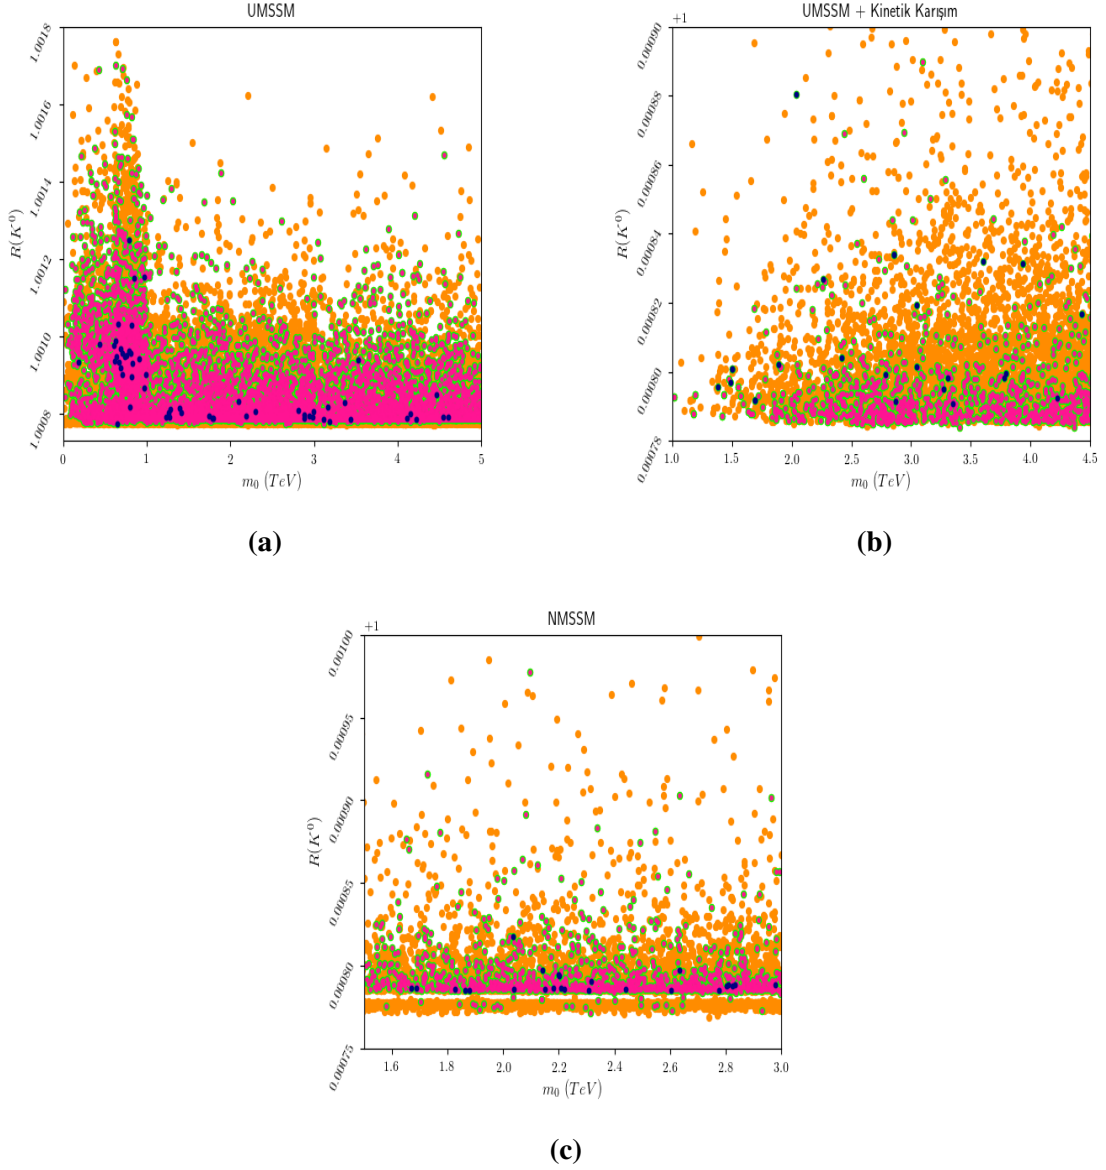 UMSSM
R(K⁰)
1.0018
1.0016
1.0014
1.0012
1.0010
1.0008
0 1 2 3 4 5
m₀ (TeV)
(a)
UMSSM + Kinetik Karışım
+1
R(K⁰)
0.00090
0.00088
0.00086
0.00084
0.00082
0.00080
0.00078
1.0 1.5 2.0 2.5 3.0 3.5 4.0 4.5
m₀ (TeV)
(b)
NMSSM
+1
R(K⁰)
0.00100
0.00095
0.00090
0.00085
0.00080
0.00075
1.6 1.8 2.0 2.2 2.4 2.6 2.8 3.0
m₀ (TeV)
(c)